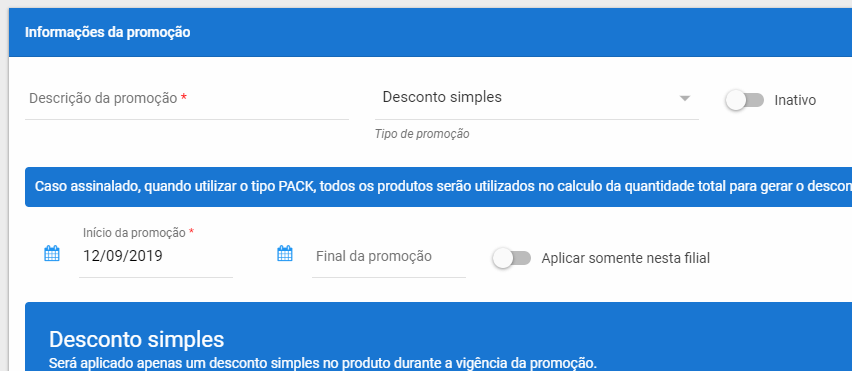 Informações da promoção
Descrição da promoção *
Desconto simples
Inativo
Tipo de promoção
Caso assinalado, quando utilizar o tipo PACK, todos os produtos serão utilizados no calculo da quantidade total para gerar o descon
Início da promoção *
12/09/2019
Final da promoção
Aplicar somente nesta filial
Desconto simples
Será aplicado apenas um desconto simples no produto durante a vigência da promoção.